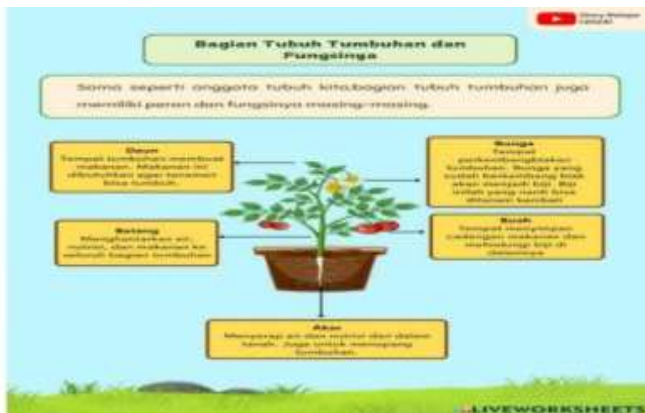 Bagian Tubuh Tumbuhan dan
Fungsinya
Sama seperti anggota tubuh kita,bagian tubuh tumbuhan juga
memiliki peran dan fungsinya masing-masing.
Daun
Tempat tumbuhan membuat
makanan. Makanan ini
dibutuhkan agar tanaman
bisa tumbuh.
Bunga
Tempat
perkembangbiakan
tumbuhan. Bunga yang
sudah berkembang biak
akan menjadi biji. Biji
inilah yang nanti bisa
ditanam kembali
Batang
Menghantarkan air,
nutrisi, dan makanan ke
seluruh bagian tumbuhan
Buah
Tempat menyimpan
cadangan makanan dan
melindungi biji di
dalamnya
Akar
Menyerap air dan nutrisi dari dalam
tanah. Juga untuk menopang
tumbuhan.
LIVEWORKSHEETS